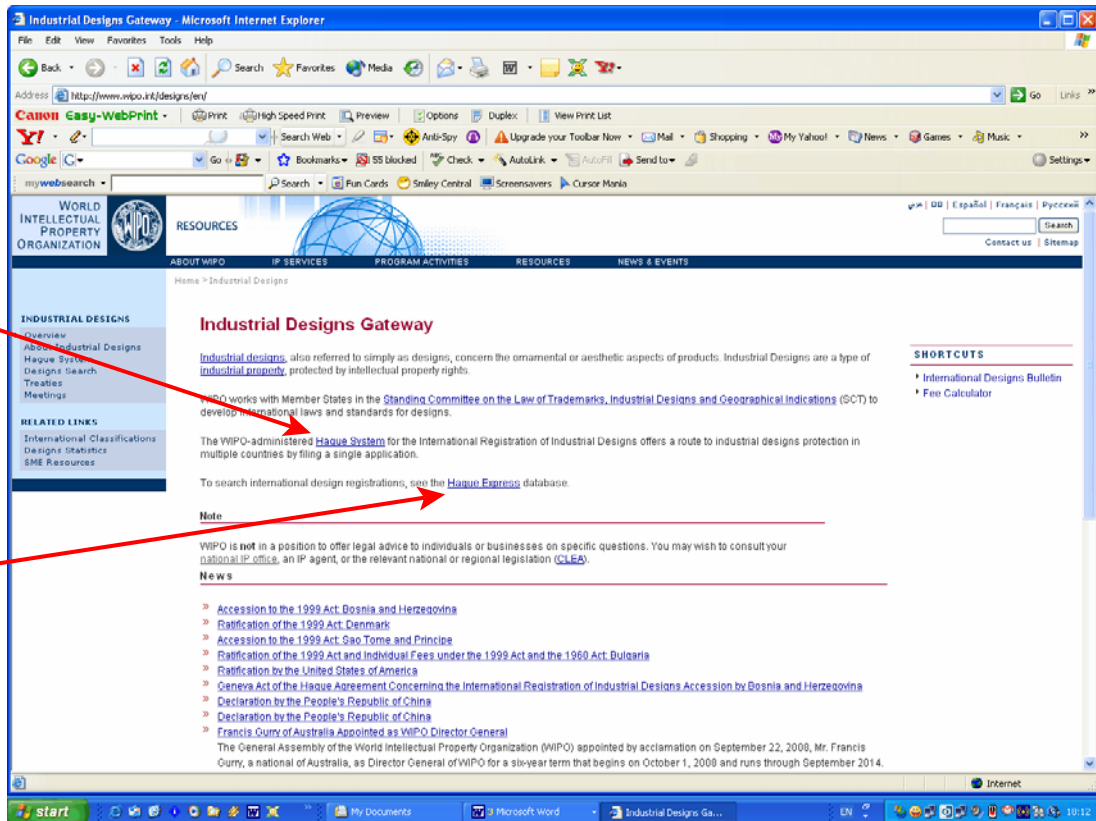 Industrial Designs Gateway - Microsoft Internet Explorer
File Edit View Favorites Tools Help
Back Search Favorites Media
Address http://www.wipo.int/designs/en/ Go Links »
Canon Easy-WebPrint Print High Speed Print Preview Options Duplex View Print List
Y! Search Web Anti-Spy Upgrade your Toolbar Now Mail Shopping My Yahoo! News Games Music »
Google G Go Bookmarks 55 blocked Check AutoLink AutoFill Send to Settings
mywebsearch Search Fun Cards Smiley Central Screensavers Cursor Mania
WORLD
INTELLECTUAL
PROPERTY
ORGANIZATION
WIPO
RESOURCES
عربي | Español | Français | Русский
Search
Contact us | Sitemap
ABOUT WIPO IP SERVICES PROGRAM ACTIVITIES RESOURCES NEWS & EVENTS
Home > Industrial Designs
INDUSTRIAL DESIGNS
Overview
About Industrial Designs
Hague System
Designs Search
Treaties
Meetings
RELATED LINKS
International Classifications
Designs Statistics
SME Resources
Industrial Designs Gateway
Industrial designs, also referred to simply as designs, concern the ornamental or aesthetic aspects of products. Industrial Designs are a type of
industrial property, protected by intellectual property rights.
WIPO works with Member States in the Standing Committee on the Law of Trademarks, Industrial Designs and Geographical Indications (SCT) to
develop international laws and standards for designs.
The WIPO-administered Hague System for the International Registration of Industrial Designs offers a route to industrial designs protection in
multiple countries by filing a single application.
To search international design registrations, see the Hague Express database.
Note
WIPO is not in a position to offer legal advice to individuals or businesses on specific questions. You may wish to consult your
national IP office, an IP agent, or the relevant national or regional legislation (CLEA).
News
» Accession to the 1999 Act: Bosnia and Herzegovina
» Ratification of the 1999 Act: Denmark
» Accession to the 1999 Act: Sao Tome and Principe
» Ratification of the 1999 Act and Individual Fees under the 1999 Act and the 1960 Act: Bulgaria
» Ratification by the United States of America
» Geneva Act of the Hague Agreement Concerning the International Registration of Industrial Designs Accession by Bosnia and Herzegovina
» Declaration by the People's Republic of China
» Declaration by the People's Republic of China
» Francis Gurry of Australia Appointed as WIPO Director General
The General Assembly of the World Intellectual Property Organization (WIPO) appointed by acclamation on September 22, 2008, Mr. Francis
Gurry, a national of Australia, as Director General of WIPO for a six-year term that begins on October 1, 2008 and runs through September 2014.
SHORTCUTS
International Designs Bulletin
Fee Calculator
Internet
start » My Documents 3 Microsoft Word Industrial Designs Ga... EN 18:12